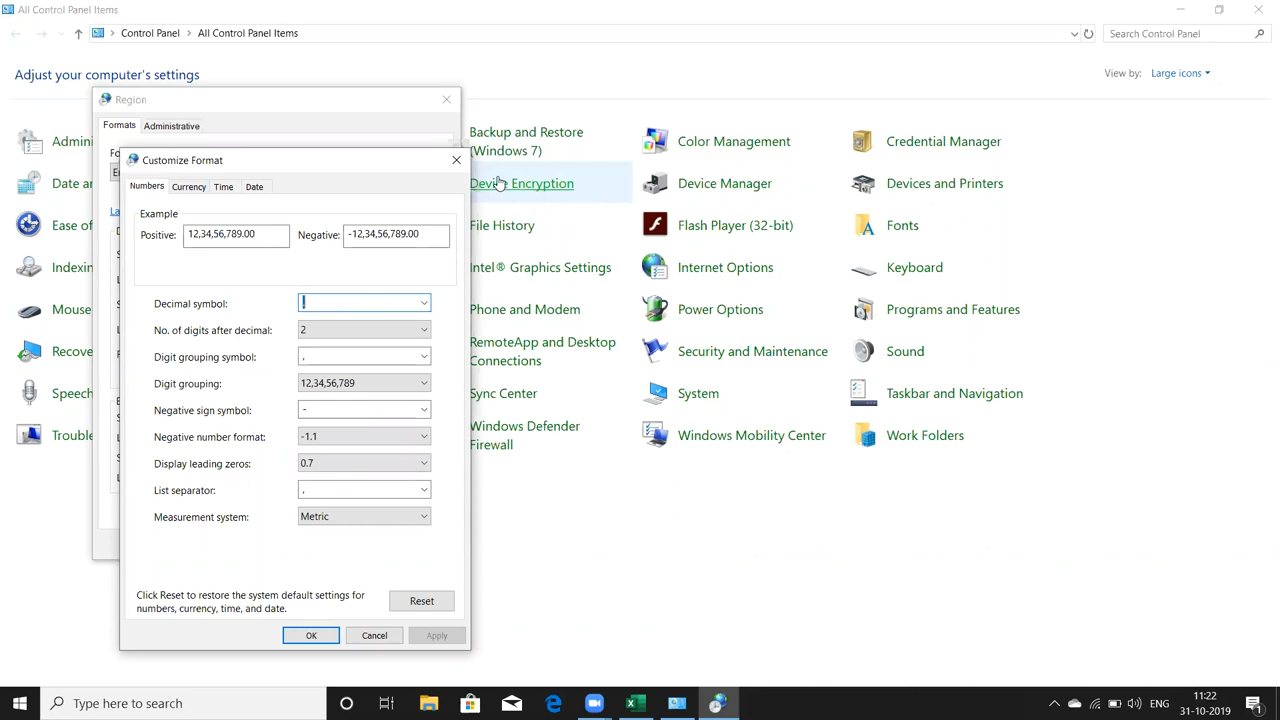 All Control Panel Items
Control Panel > All Control Panel Items
Search Control Panel
Adjust your computer's settings
View by: Large icons
Region
Formats Administrative
Customize Format
Numbers Currency Time Date
Example
Positive: 12,34,56,789.00 Negative: -12,34,56,789.00
Decimal symbol: .
No. of digits after decimal: 2
Digit grouping symbol: ,
Digit grouping: 12,34,56,789
Negative sign symbol: -
Negative number format: -1.1
Display leading zeros: 0.7
List separator: ,
Measurement system: Metric
Click Reset to restore the system default settings for
numbers, currency, time, and date.
Reset
OK Cancel Apply
Date
Ease of
Mouse
Backup and Restore
(Windows 7)
Device Encryption
File History
Intel® Graphics Settings
Phone and Modem
RemoteApp and Desktop
Connections
Sync Center
Windows Defender
Firewall
Color Management
Device Manager
Flash Player (32-bit)
Internet Options
Power Options
Security and Maintenance
System
Windows Mobility Center
Credential Manager
Devices and Printers
Fonts
Keyboard
Programs and Features
Sound
Taskbar and Navigation
Work Folders
Type here to search
ENG
11:22
31-10-2019
1